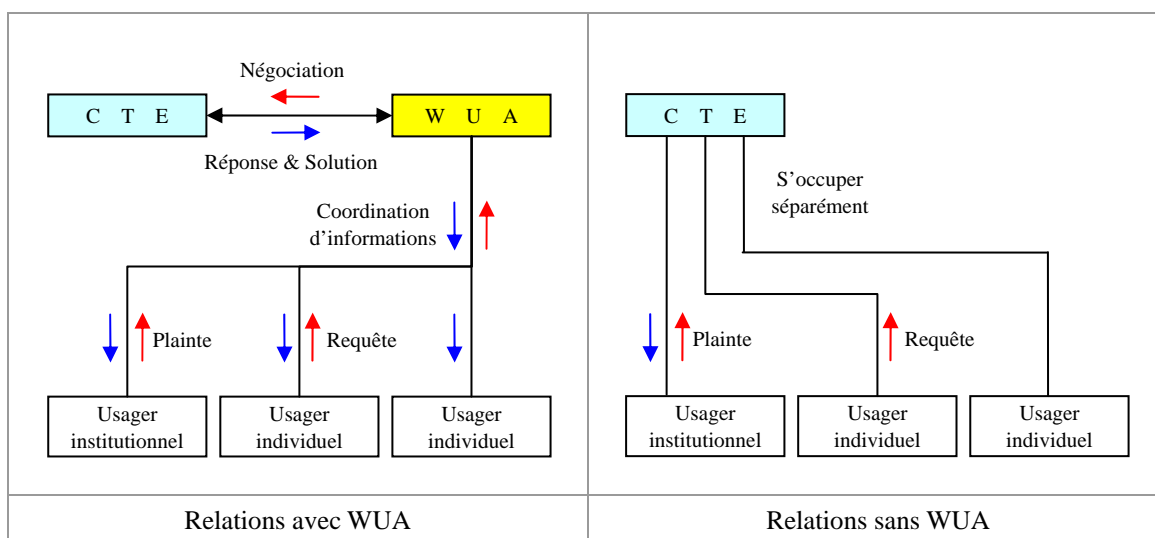 Négociation
C T E
W U A
Réponse & Solution
Coordination
d'informations
Plainte
Requête
Usager
institutionnel
Usager
individuel
Usager
individuel
Relations avec WUA
C T E
S'occuper
séparément
Plainte
Requête
Usager
institutionnel
Usager
individuel
Usager
individuel
Relations sans WUA